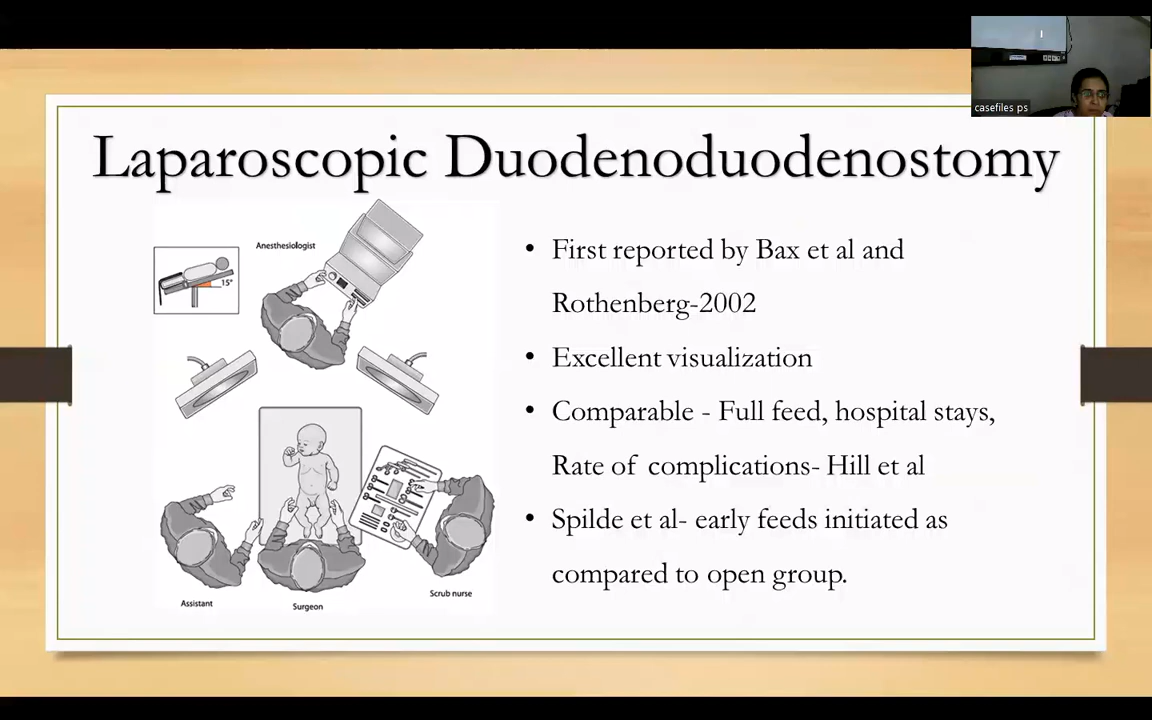 casefiles ps
Laparoscopic Duodenoduodenostomy
Anesthesiologist
15°
Assistant
Surgeon
Scrub nurse
• First reported by Bax et al and
Rothenberg-2002
• Excellent visualization
• Comparable - Full feed, hospital stays,
Rate of complications- Hill et al
• Spilde et al- early feeds initiated as
compared to open group.